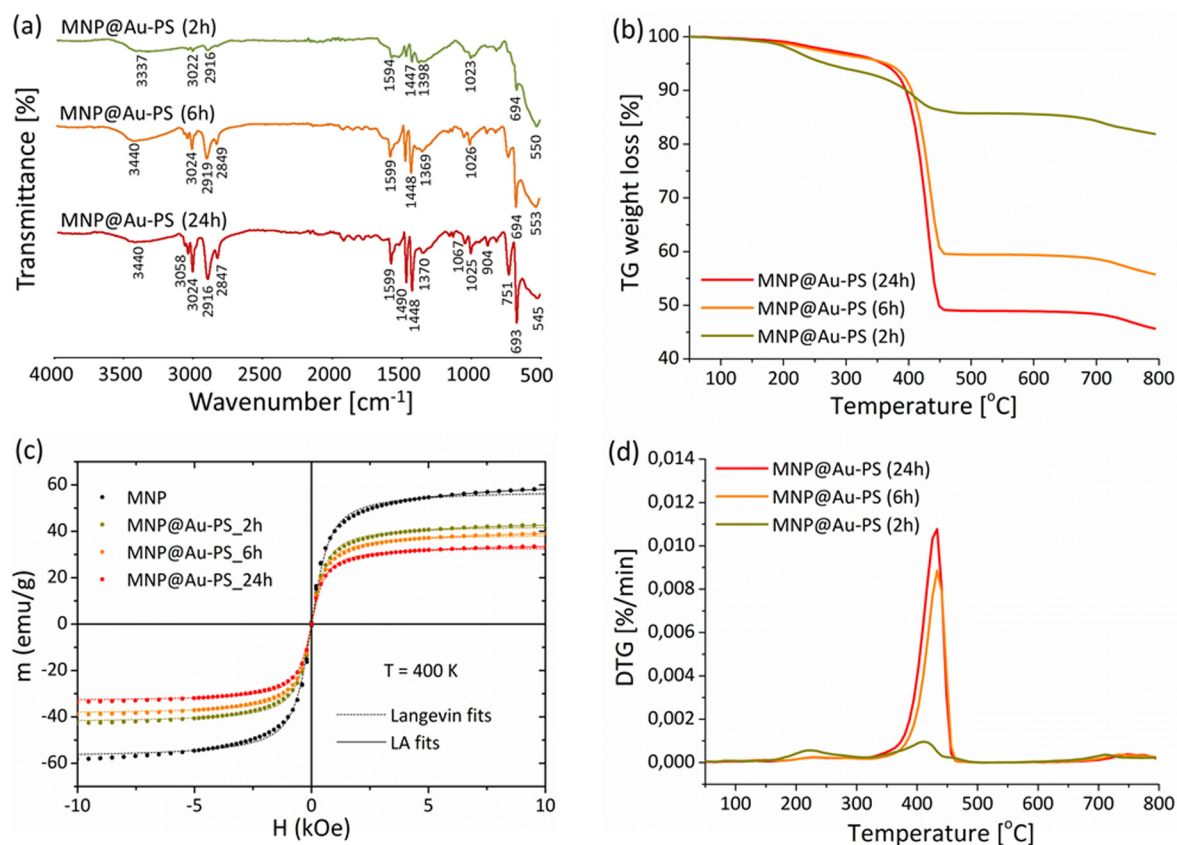 (a)
MNP@Au-PS (2h)
3337
3022
2916
1594
1447
1398
1023
694
550
MNP@Au-PS (6h)
3440
3024
2919
2849
1599
1448
1369
1026
694
553
MNP@Au-PS (24h)
3440
3058
3024
2916
2847
1599
1490
1448
1370
1067
1025
904
751
693
545
Transmittance [%]
4000 3500 3000 2500 2000 1500 1000 500
Wavenumber [cm⁻¹]
(b)
TG weight loss [%]
100
90
80
70
60
50
40
MNP@Au-PS (24h)
MNP@Au-PS (6h)
MNP@Au-PS (2h)
100 200 300 400 500 600 700 800
Temperature [°C]
(c)
m (emu/g)
60
40
20
0
-20
-40
-60
MNP
MNP@Au-PS_2h
MNP@Au-PS_6h
MNP@Au-PS_24h
T = 400 K
Langevin fits
LA fits
-10 -5 0 5 10
H (kOe)
(d)
DTG [%/min]
0,014
0,012
0,010
0,008
0,006
0,004
0,002
0,000
MNP@Au-PS (24h)
MNP@Au-PS (6h)
MNP@Au-PS (2h)
100 200 300 400 500 600 700 800
Temperature [°C]